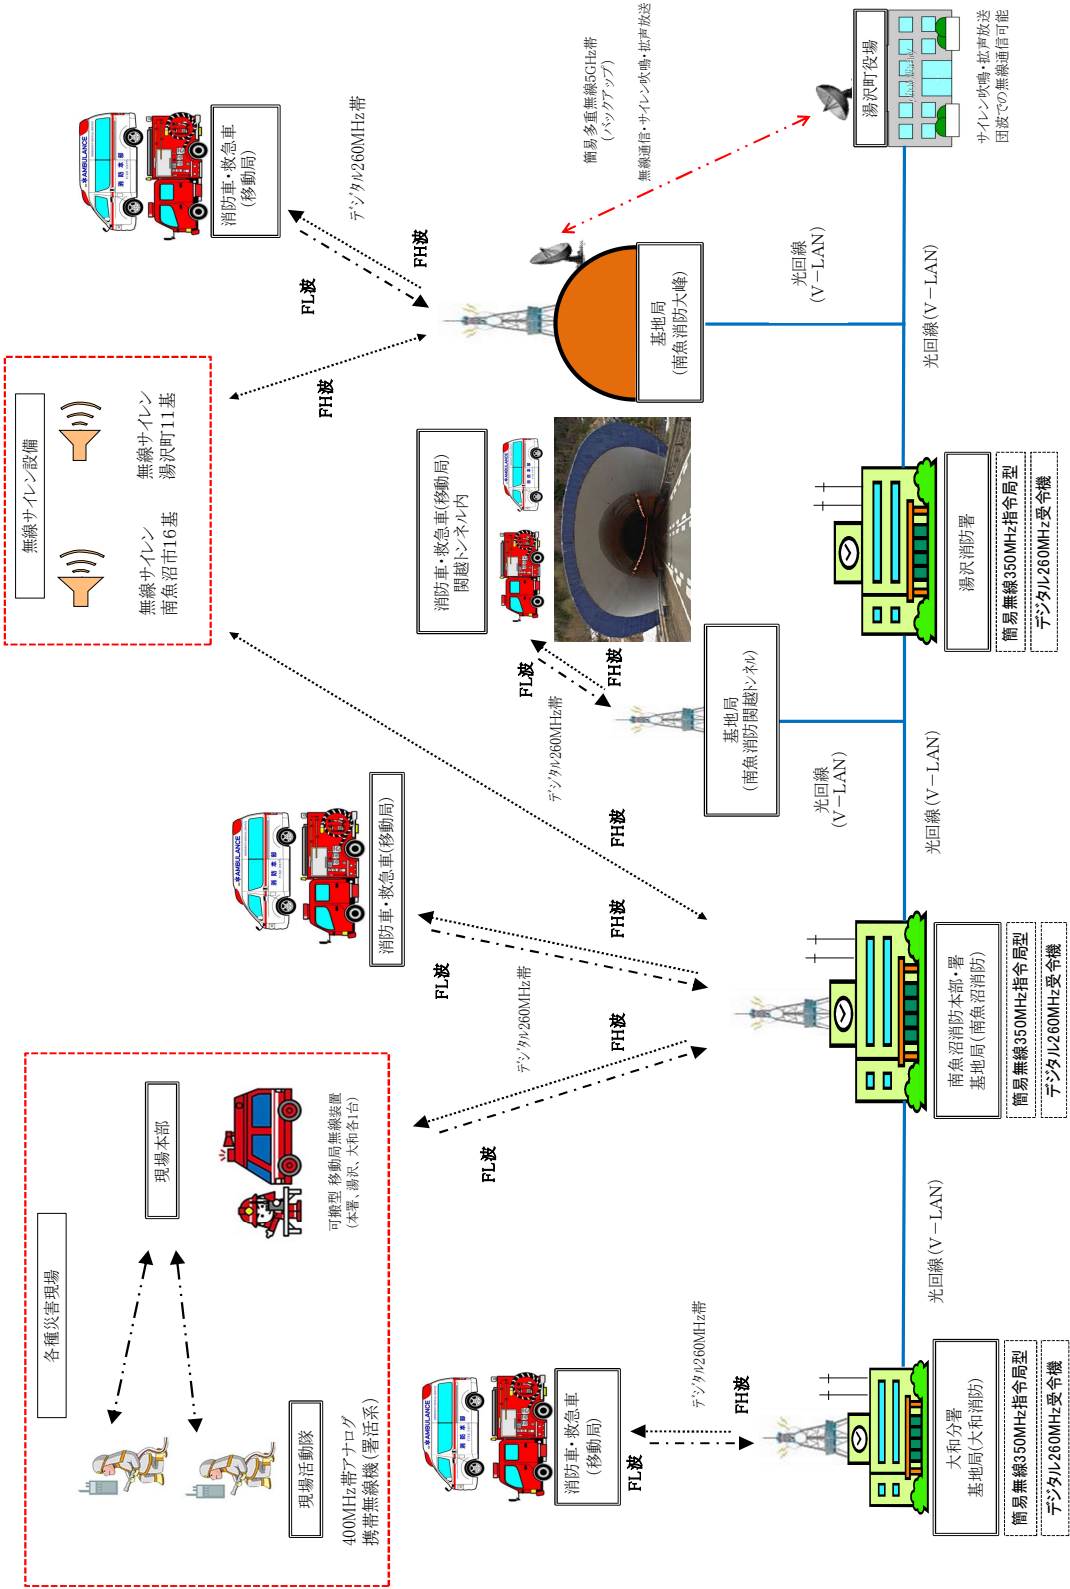 各種災害現場
現場本部
可搬型 移動局無線装置
(本署、湯沢、大和各1台)
現場活動隊
400MHz帯アナログ
携帯無線機(署活系)
無線サイレン設備
無線サイレン
南魚沼市16基
無線サイレン
湯沢町11基
AMBULANCE
消防本部
消防車・救急車
(移動局)
FL波
FH波
デジタル260MHz帯
FH波
簡易多重無線5GHz帯
(バックアップ)
無線通信・サイレン吹鳴・拡声放送
湯沢町役場
サイレン吹鳴・拡声放送
団波での無線通信可能
基地局
(南魚消防大峰)
光回線
(V-LAN)
光回線(V-LAN)
消防車・救急車(移動局)
関越トンネル内
FL波
FH波
デジタル260MHz帯
基地局
(南魚消防関越トンネル)
光回線
(V-LAN)
光回線(V-LAN)
湯沢消防署
簡易無線350MHz指令局型
デジタル260MHz受令機
AMBULANCE
消防本部
消防車・救急車(移動局)
FL波
FH波
FH波
デジタル260MHz帯
FL波
FH波
南魚沼消防本部・署
基地局(南魚沼消防)
簡易無線350MHz指令局型
デジタル260MHz受令機
光回線(V-LAN)
AMBULANCE
消防本部
消防車・救急車
(移動局)
FL波
FH波
デジタル260MHz帯
大和分署
基地局(大和消防)
簡易無線350MHz指令局型
デジタル260MHz受令機